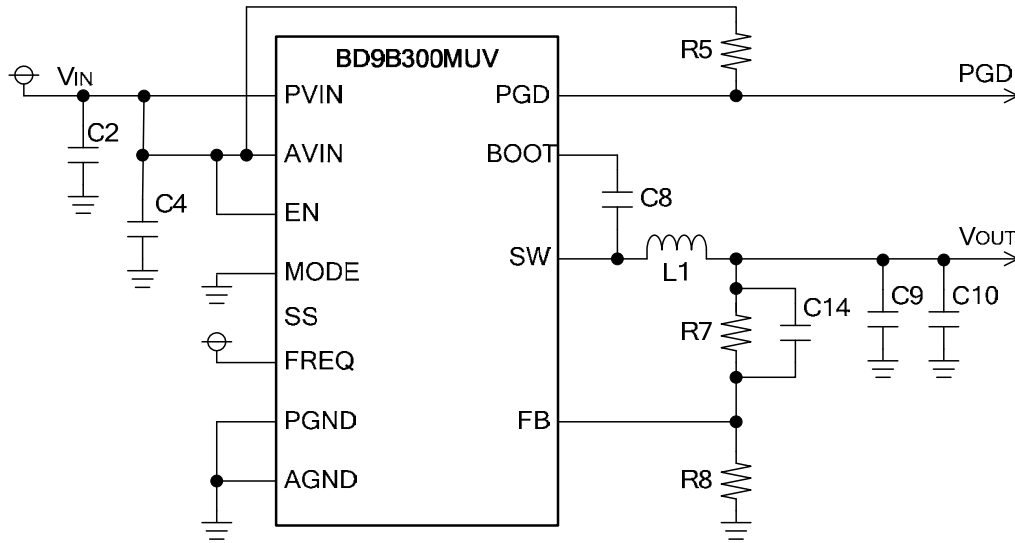 BD9B300MUV
R5
VIN
PVIN
PGD
PGD
C2
AVIN
BOOT
C4
EN
C8
SW
L1
VOUT
MODE
SS
C14
C9
C10
R7
FREQ
PGND
FB
AGND
R8